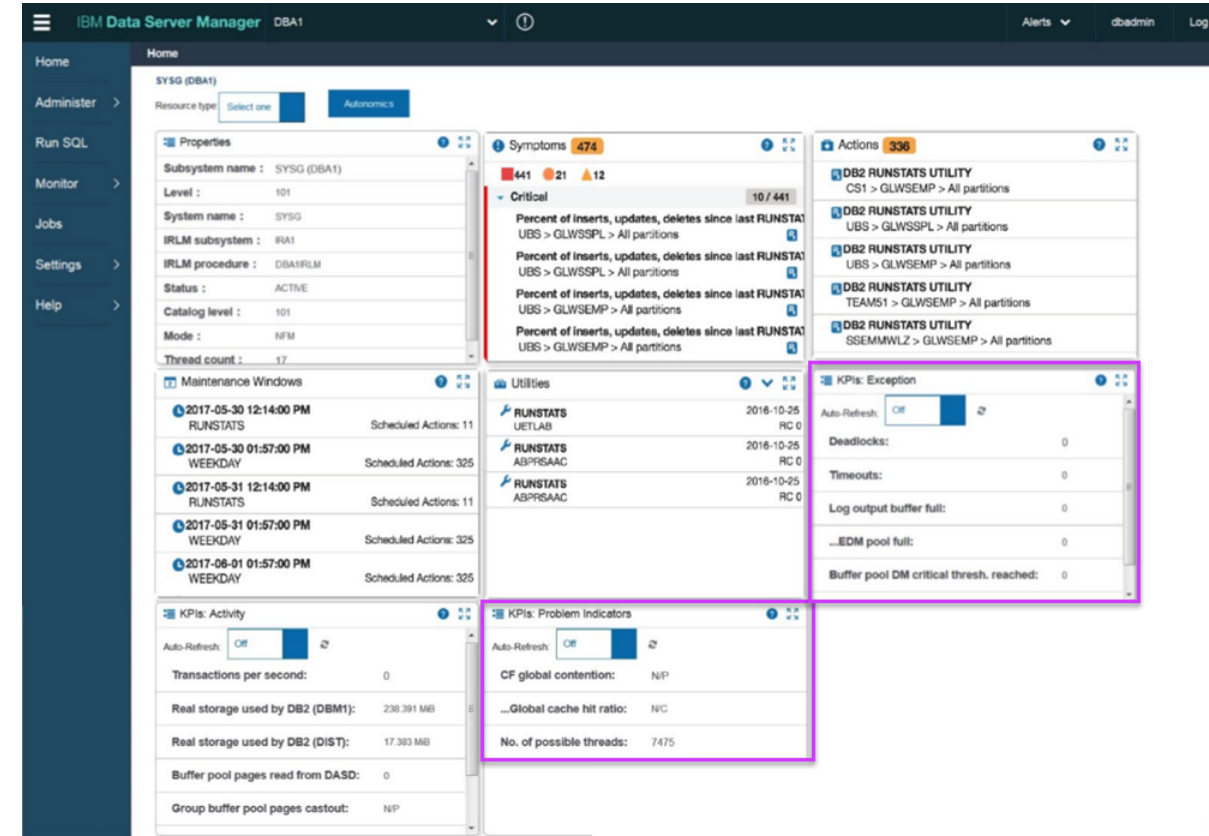 IBM Data Server Manager DBA1 Alerts dbadmin Log
Home
Administer
Run SQL
Monitor
Jobs
Settings
Help
Home
SYSG (DBA1)
Resource type: Select one Autonomics
Properties
Subsystem name : SYSG (DBA1)
Level : 101
System name : SYSG
IRLM subsystem : IRA1
IRLM procedure : DBA1IRLM
Status : ACTIVE
Catalog level : 101
Mode : NFM
Thread count : 17
Symptoms 474
441 21 12
Critical 10 / 441
Percent of inserts, updates, deletes since last RUNSTAT
UBS > GLWSSPL > All partitions
Percent of inserts, updates, deletes since last RUNSTAT
UBS > GLWSSPL > All partitions
Percent of inserts, updates, deletes since last RUNSTAT
UBS > GLWSEMP > All partitions
Percent of inserts, updates, deletes since last RUNSTAT
UBS > GLWSEMP > All partitions
Actions 336
DB2 RUNSTATS UTILITY
CS1 > GLWSEMP > All partitions
DB2 RUNSTATS UTILITY
UBS > GLWSSPL > All partitions
DB2 RUNSTATS UTILITY
UBS > GLWSEMP > All partitions
DB2 RUNSTATS UTILITY
TEAM51 > GLWSEMP > All partitions
DB2 RUNSTATS UTILITY
SSEMMWLZ > GLWSEMP > All partitions
Maintenance Windows
2017-05-30 12:14:00 PM
RUNSTATS Scheduled Actions: 11
2017-05-30 01:57:00 PM
WEEKDAY Scheduled Actions: 325
2017-05-31 12:14:00 PM
RUNSTATS Scheduled Actions: 11
2017-05-31 01:57:00 PM
WEEKDAY Scheduled Actions: 325
2017-06-01 01:57:00 PM
WEEKDAY Scheduled Actions: 325
Utilities
RUNSTATS 2016-10-25
UETLAB RC 0
RUNSTATS 2016-10-25
ABPRSAAC RC 0
RUNSTATS 2016-10-25
ABPRSAAC RC 0
KPIs: Exception
Auto-Refresh: Off
Deadlocks: 0
Timeouts: 0
Log output buffer full: 0
...EDM pool full: 0
Buffer pool DM critical thresh. reached: 0
KPIs: Activity
Auto-Refresh: Off
Transactions per second: 0
Real storage used by DB2 (DBM1): 238.391 MiB
Real storage used by DB2 (DIST): 17.383 MiB
Buffer pool pages read from DASD: 0
Group buffer pool pages castout: N/P
KPIs: Problem Indicators
Auto-Refresh: Off
CF global contention: N/P
...Global cache hit ratio: N/C
No. of possible threads: 7475